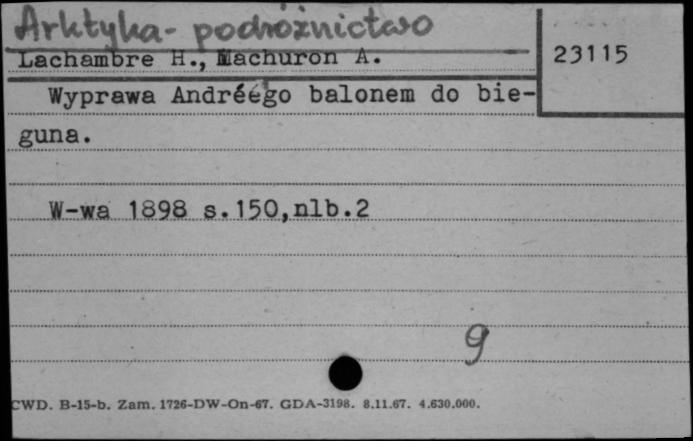 Arktyka - podróżnictwo
Lachambre H., Machuron A.
23115
Wyprawa Andréego balonem do bie-
guna.
W-wa 1898 s.150,nlb.2
9
CWD. B-15-b. Zam. 1726-DW-On-67. GDA-3198. 8.11.67. 4.630.000.